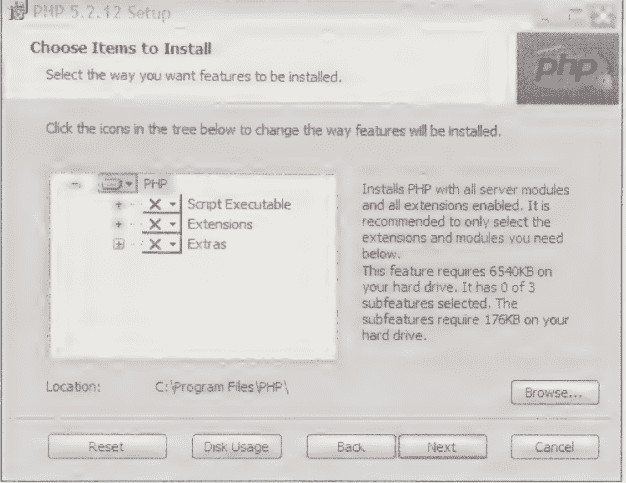 PHP 5.2.12 Setup
Choose Items to Install
Select the way you want features to be installed.
php
Click the icons in the tree below to change the way features will be installed.
PHP
Script Executable
Extensions
Extras
Installs PHP with all server modules
and all extensions enabled. It is
recommended to only select the
extensions and modules you need
below.
This feature requires 6540KB on
your hard drive. It has 0 of 3
subfeatures selected. The
subfeatures require 176KB on your
hard drive.
Location: C:\Program Files\PHP\
Browse...
Reset Disk Usage Back Next Cancel